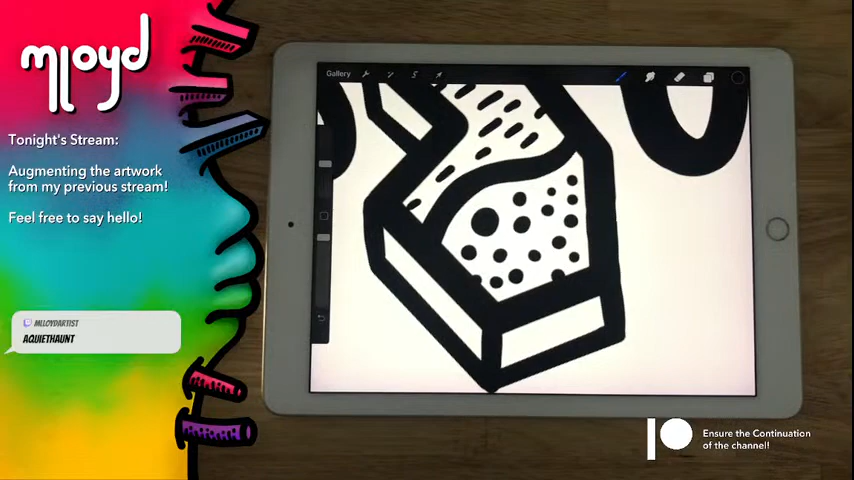 mlloyd
Tonight's Stream:
Augmenting the artwork
from my previous stream!
Feel free to say hello!
MLLOYDARTIST
AQUIETHAUNT
Gallery
Ensure the Continuation
of the channel!